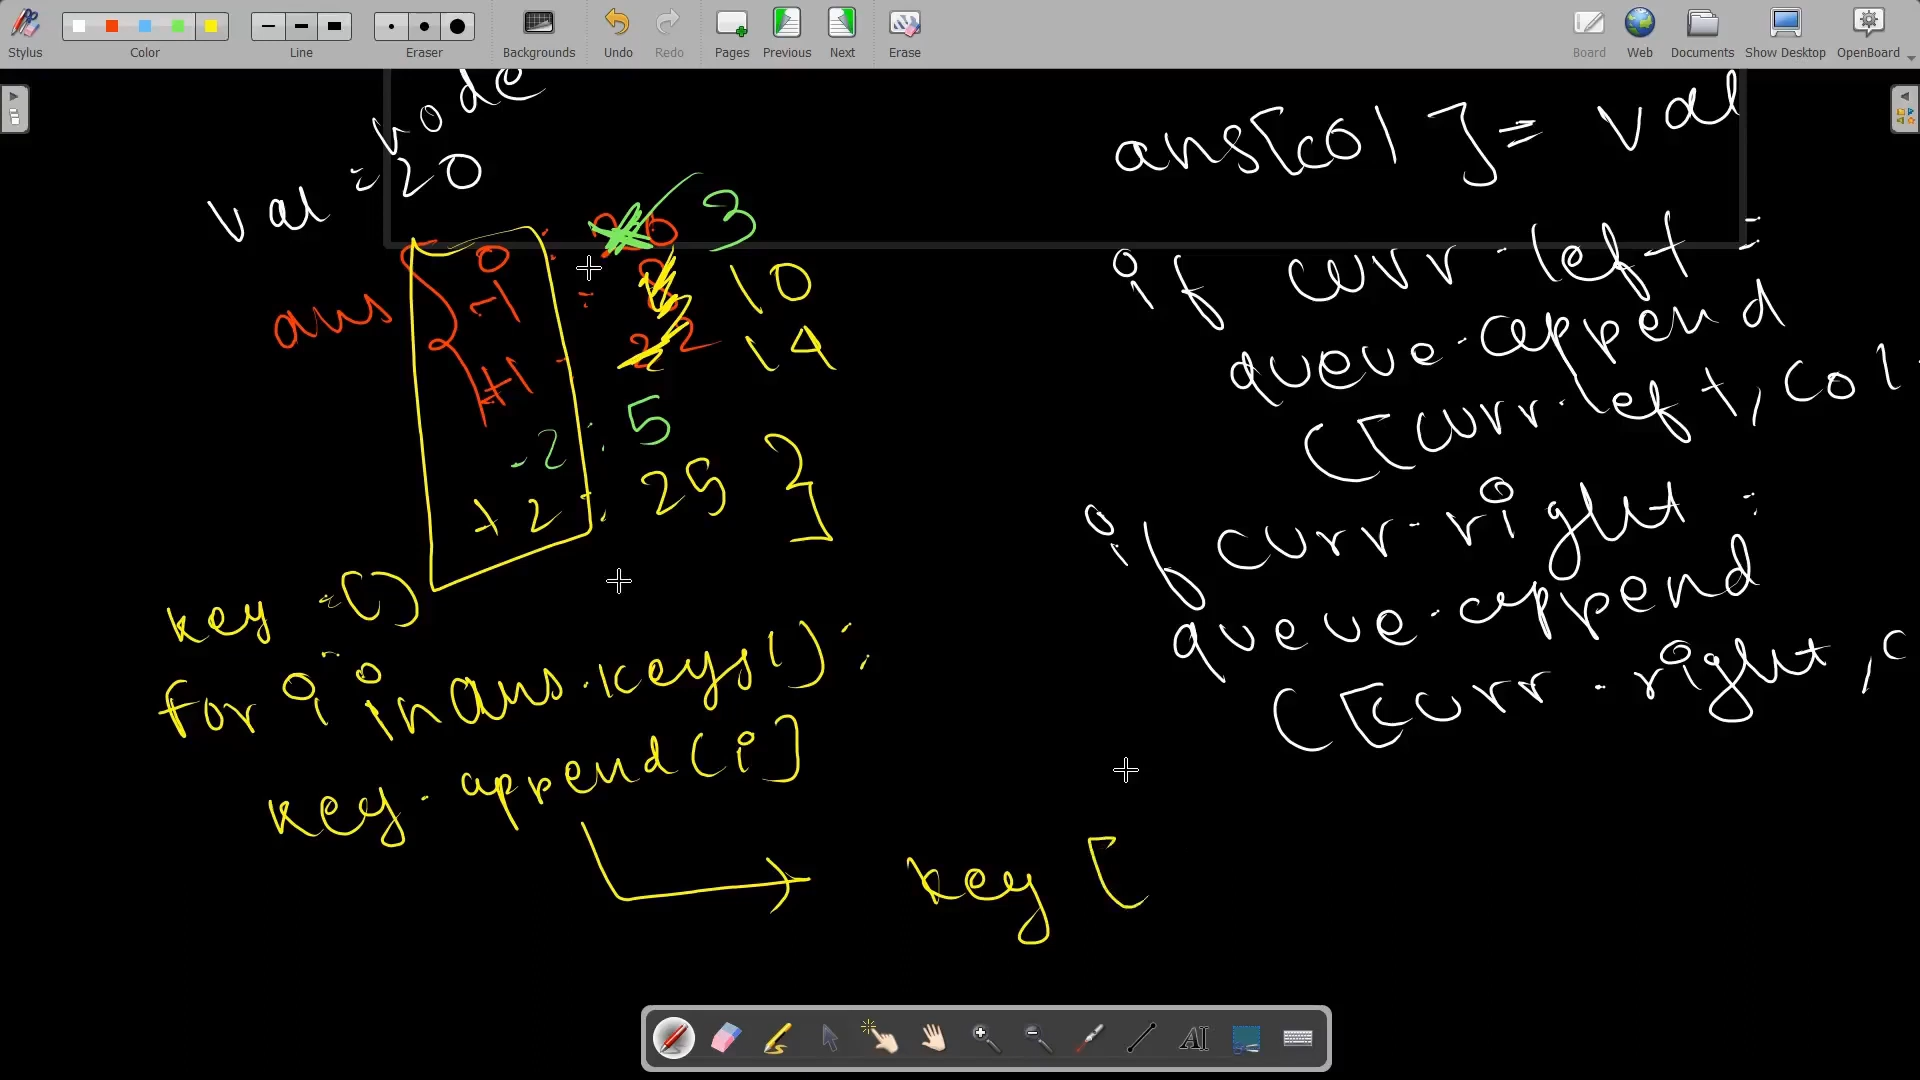 Stylus
Color
Line
Eraser
Backgrounds
Undo
Redo
Pages
Previous
Next
Erase
Board
Web
Documents
Show Desktop
OpenBoard
node
val = 20
ans {
0 : 3
-1 : 8 10
+1 : 22 14
-2 : 5
+2 : 25 }
key = ()
for i in ans.keys():
key.append(i]
key [
ans[col] = val
if curr.left :
queue.append
([curr.left, col
if curr.right :
queue.append
([curr.right, c
AI